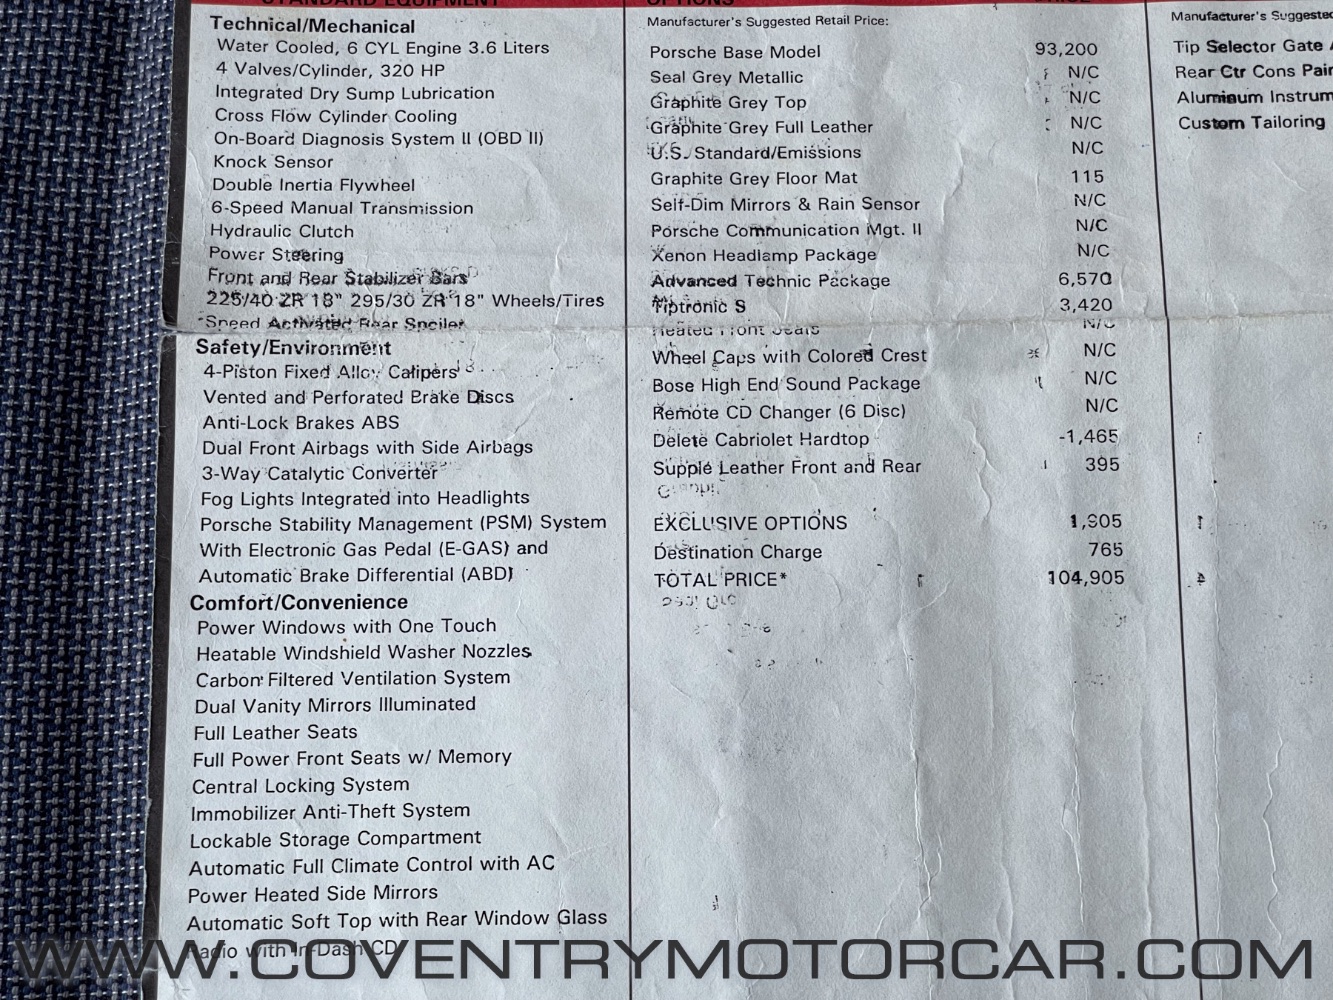 STANDARD EQUIPMENT
Technical/Mechanical
Water Cooled, 6 CYL Engine 3.6 Liters
4 Valves/Cylinder, 320 HP
Integrated Dry Sump Lubrication
Cross Flow Cylinder Cooling
On-Board Diagnosis System II (OBD II)
Knock Sensor
Double Inertia Flywheel
6-Speed Manual Transmission
Hydraulic Clutch
Power Steering
Front and Rear Stabilizer Bars
225/40 ZR 18" 295/30 ZR 18" Wheels/Tires
Speed Activated Rear Spoiler
Safety/Environment
4-Piston Fixed Alloy Calipers
Vented and Perforated Brake Discs
Anti-Lock Brakes ABS
Dual Front Airbags with Side Airbags
3-Way Catalytic Converter
Fog Lights Integrated into Headlights
Porsche Stability Management (PSM) System
With Electronic Gas Pedal (E-GAS) and
Automatic Brake Differential (ABD)
Comfort/Convenience
Power Windows with One Touch
Heatable Windshield Washer Nozzles
Carbon Filtered Ventilation System
Dual Vanity Mirrors Illuminated
Full Leather Seats
Full Power Front Seats w/ Memory
Central Locking System
Immobilizer Anti-Theft System
Lockable Storage Compartment
Automatic Full Climate Control with AC
Power Heated Side Mirrors
Automatic Soft Top with Rear Window Glass
Radio with In-Dash CD
OPTIONS PRICE
Manufacturer's Suggested Retail Price:
Porsche Base Model 93,200
Seal Grey Metallic N/C
Graphite Grey Top N/C
Graphite Grey Full Leather N/C
U.S. Standard/Emissions N/C
Graphite Grey Floor Mat 115
Self-Dim Mirrors & Rain Sensor N/C
Porsche Communication Mgt. II N/C
Xenon Headlamp Package N/C
Advanced Technic Package 6,570
Tiptronic S 3,420
Heated Front Seats N/C
Wheel Caps with Colored Crest N/C
Bose High End Sound Package N/C
Remote CD Changer (6 Disc) N/C
Delete Cabriolet Hardtop -1,465
Supple Leather Front and Rear 395
EXCLUSIVE OPTIONS 1,905
Destination Charge 765
TOTAL PRICE* 104,905
Manufacturer's Suggested
Tip Selector Gate
Rear Ctr Cons
Aluminum
Custom Tailoring
WWW.COVENTRYMOTORCAR.COM